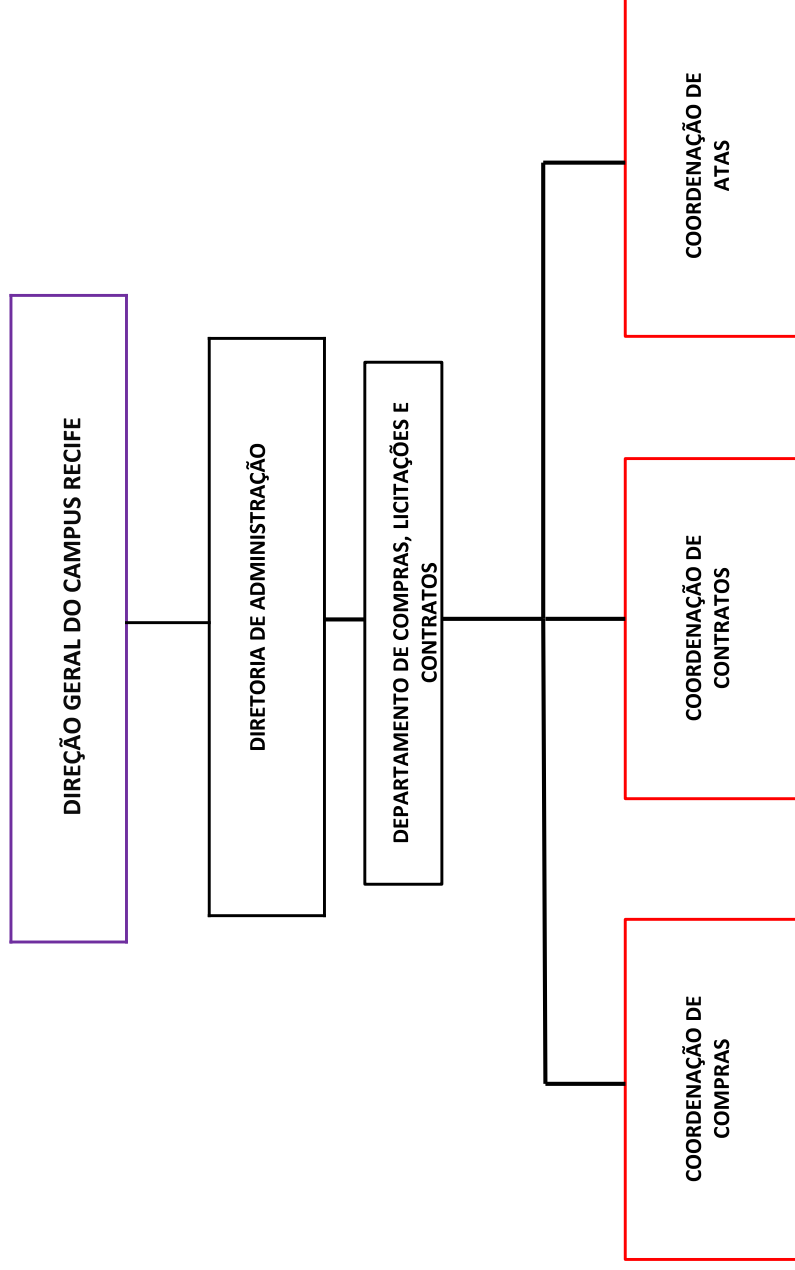 DIREÇÃO GERAL DO CAMPUS RECIFE
DIRETORIA DE ADMINISTRAÇÃO
DEPARTAMENTO DE COMPRAS, LICITAÇÕES E
CONTRATOS
COORDENAÇÃO DE
COMPRAS
COORDENAÇÃO DE
CONTRATOS
COORDENAÇÃO DE
ATAS